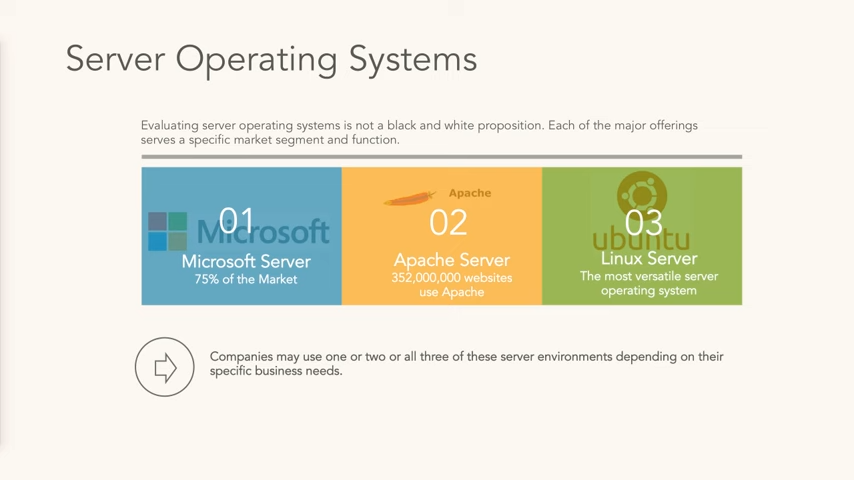 Server Operating Systems
Evaluating server operating systems is not a black and white proposition. Each of the major offerings
serves a specific market segment and function.
Microsoft
01
Microsoft Server
75% of the Market
Apache
02
Apache Server
352,000,000 websites
use Apache
ubuntu
03
Linux Server
The most versatile server
operating system
Companies may use one or two or all three of these server environments depending on their
specific business needs.